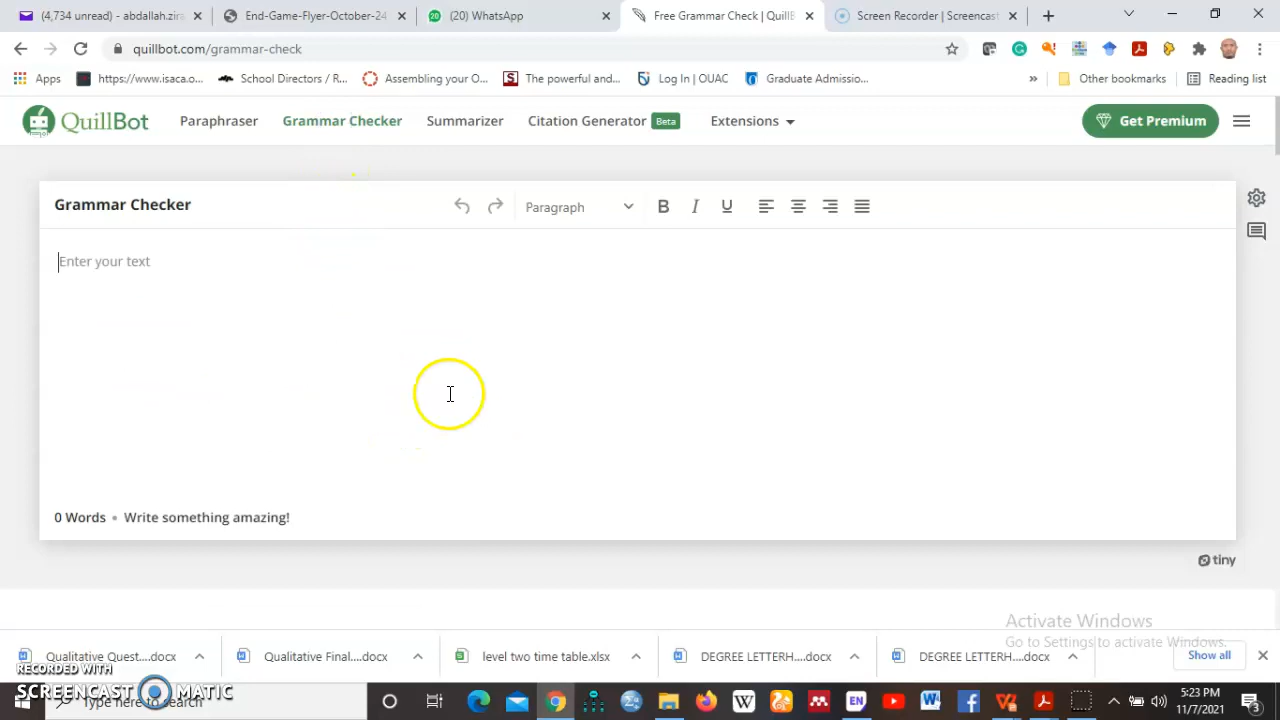 (4,734 unread) - abdallah.zira
End-Game-Flyer-October-24
(20) WhatsApp
Free Grammar Check | QuillB
Screen Recorder | Screencast
quillbot.com/grammar-check
Apps
https://www.isaca.o...
School Directors / R...
Assembling your O...
The powerful and...
Log In | OUAC
Graduate Admissio...
»
Other bookmarks
Reading list
QuillBot
Paraphraser
Grammar Checker
Summarizer
Citation Generator
Beta
Extensions
Get Premium
Grammar Checker
Paragraph
B
I
U
Enter your text
0 Words • Write something amazing!
tiny
Activate Windows
Go to Settings to activate Windows.
Qualitative Quest....docx
Qualitative Final....docx
level two time table.xlsx
DEGREE LETTERH....docx
DEGREE LETTERH....docx
Show all
RECORDED WITH
SCREENCAST MATIC
Type here to search
EN
5:23 PM
11/7/2021
3